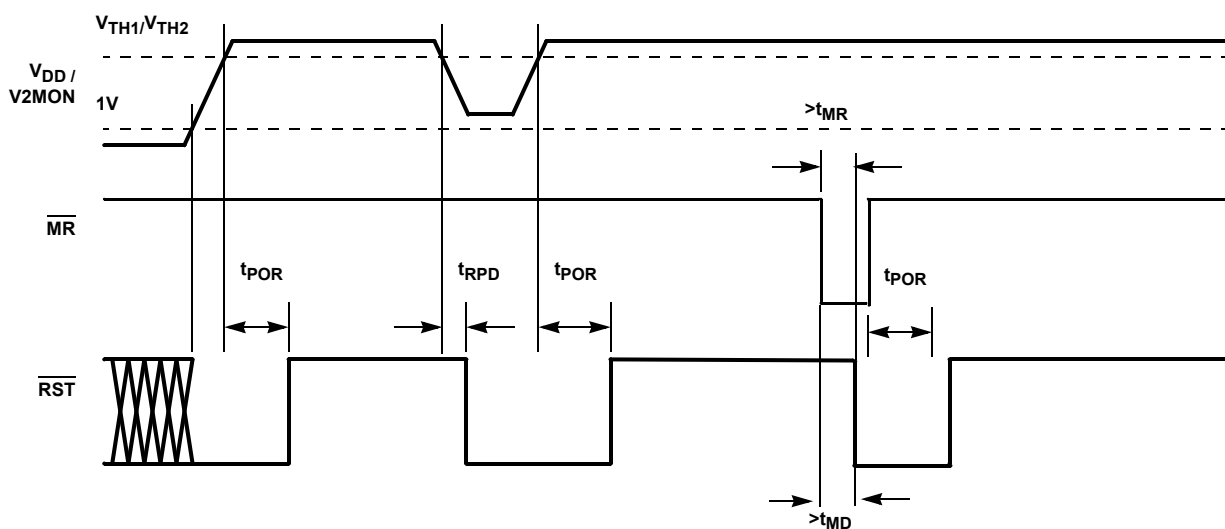 VTH1/VTH2
VDD /
V2MON
1V
>tMR
MR
tPOR
tRPD
tPOR
tPOR
RST
>tMD